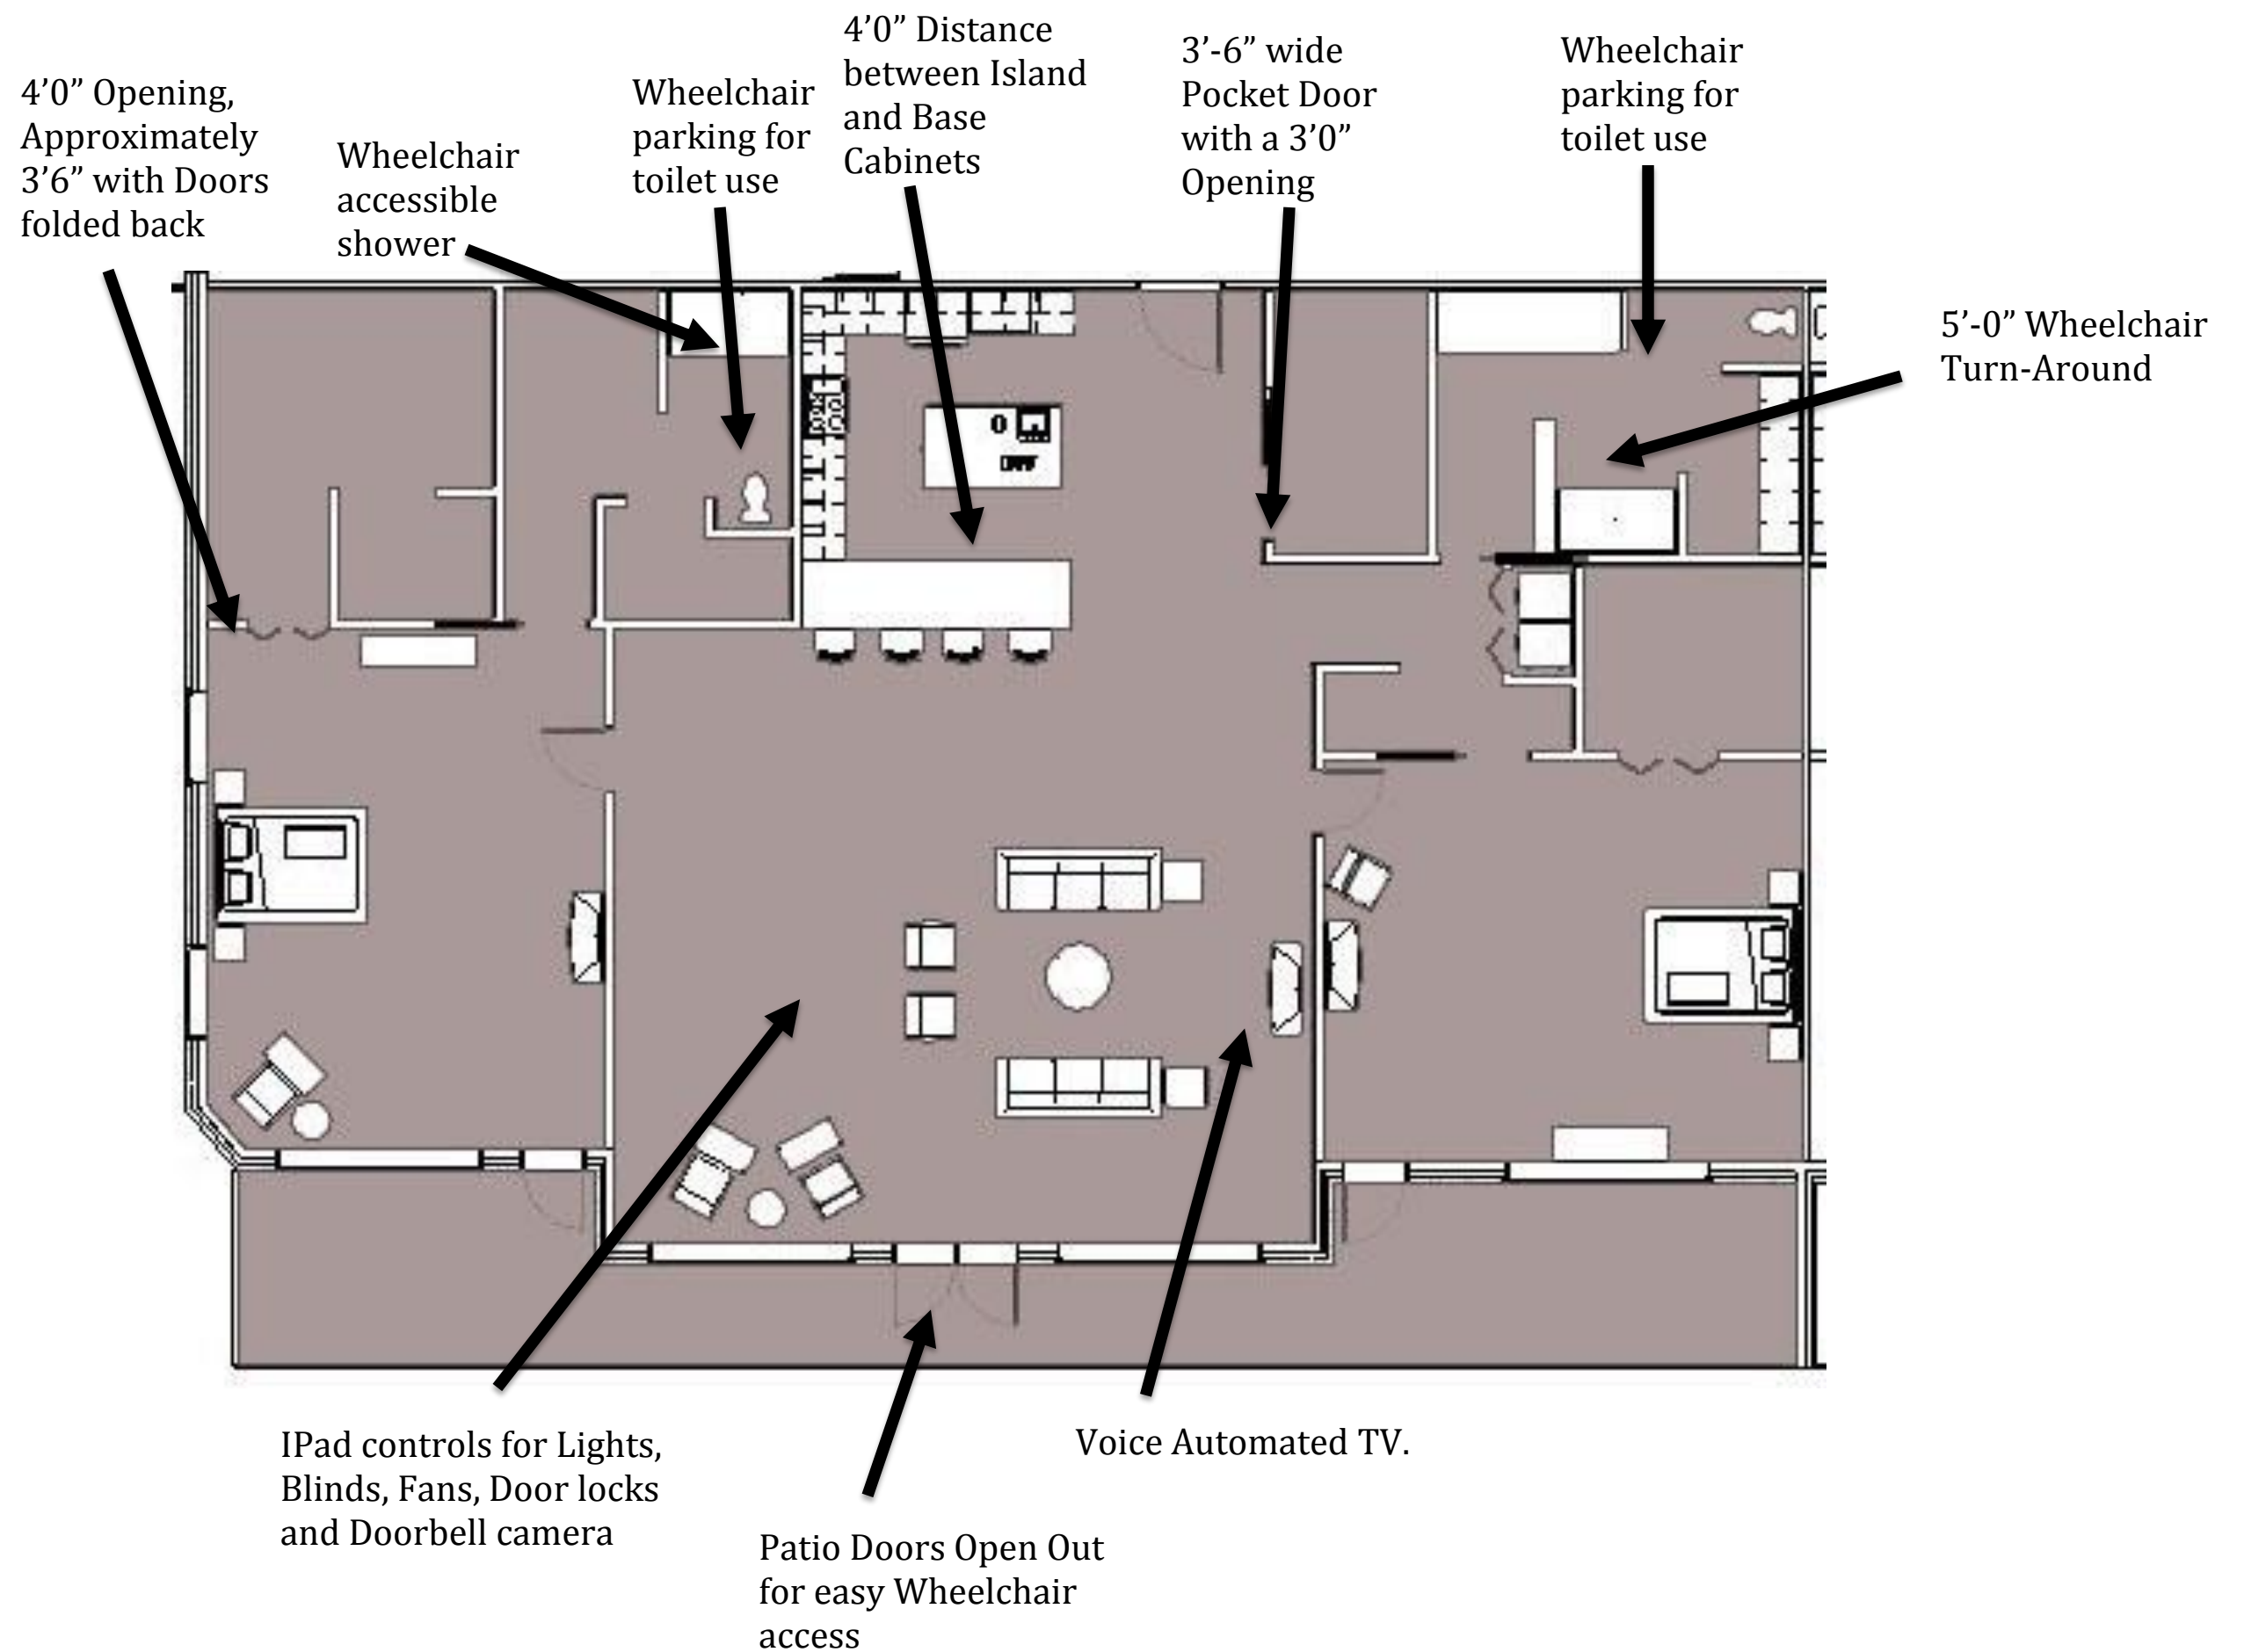 4’0” Opening,
Approximately
3’6” with Doors
folded back
Wheelchair
accessible
shower
Wheelchair
parking for
toilet use
4’0” Distance
between Island
and Base
Cabinets
3’-6” wide
Pocket Door
with a 3’0”
Opening
Wheelchair
parking for
toilet use
5’-0” Wheelchair
Turn-Around
IPad controls for Lights,
Blinds, Fans, Door locks
and Doorbell camera
Patio Doors Open Out
for easy Wheelchair
access
Voice Automated TV.